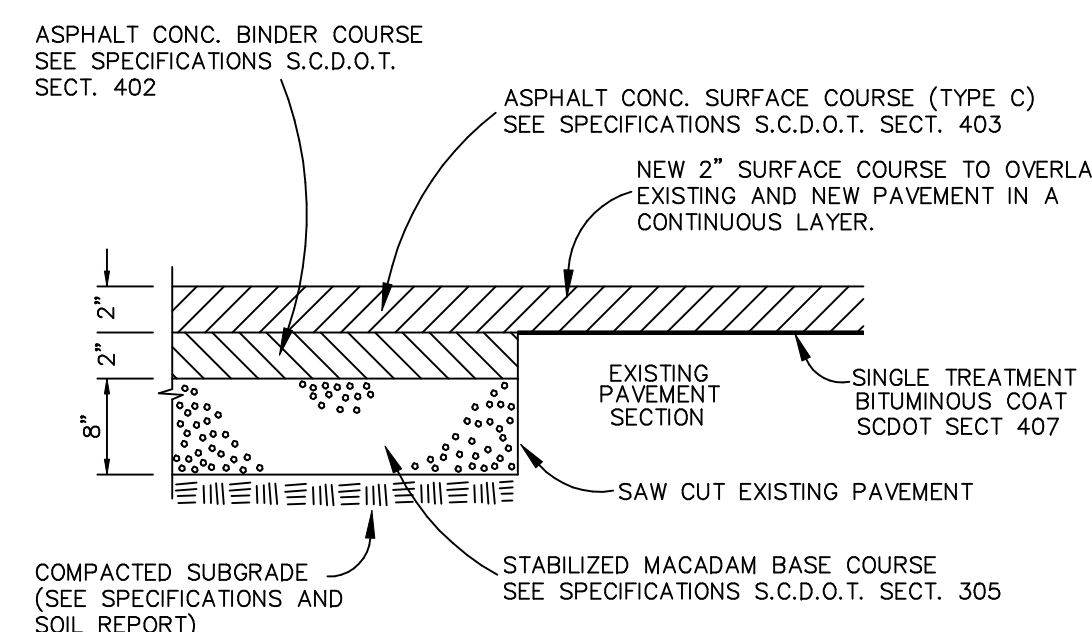 ASPHALT CONC. BINDER COURSE
SEE SPECIFICATIONS S.C.D.O.T.
SECT. 402
ASPHALT CONC. SURFACE COURSE (TYPE C)
SEE SPECIFICATIONS S.C.D.O.T. SECT. 403
NEW 2" SURFACE COURSE TO OVERLA
EXISTING AND NEW PAVEMENT IN A
CONTINUOUS LAYER.
2"
2"
8"
EXISTING
PAVEMENT
SECTION
SINGLE TREATMENT
BITUMINOUS COAT
SCDOT SECT 407
SAW CUT EXISTING PAVEMENT
STABILIZED MACADAM BASE COURSE
SEE SPECIFICATIONS S.C.D.O.T. SECT. 305
COMPACTED SUBGRADE
(SEE SPECIFICATIONS AND
SOIL REPORT)